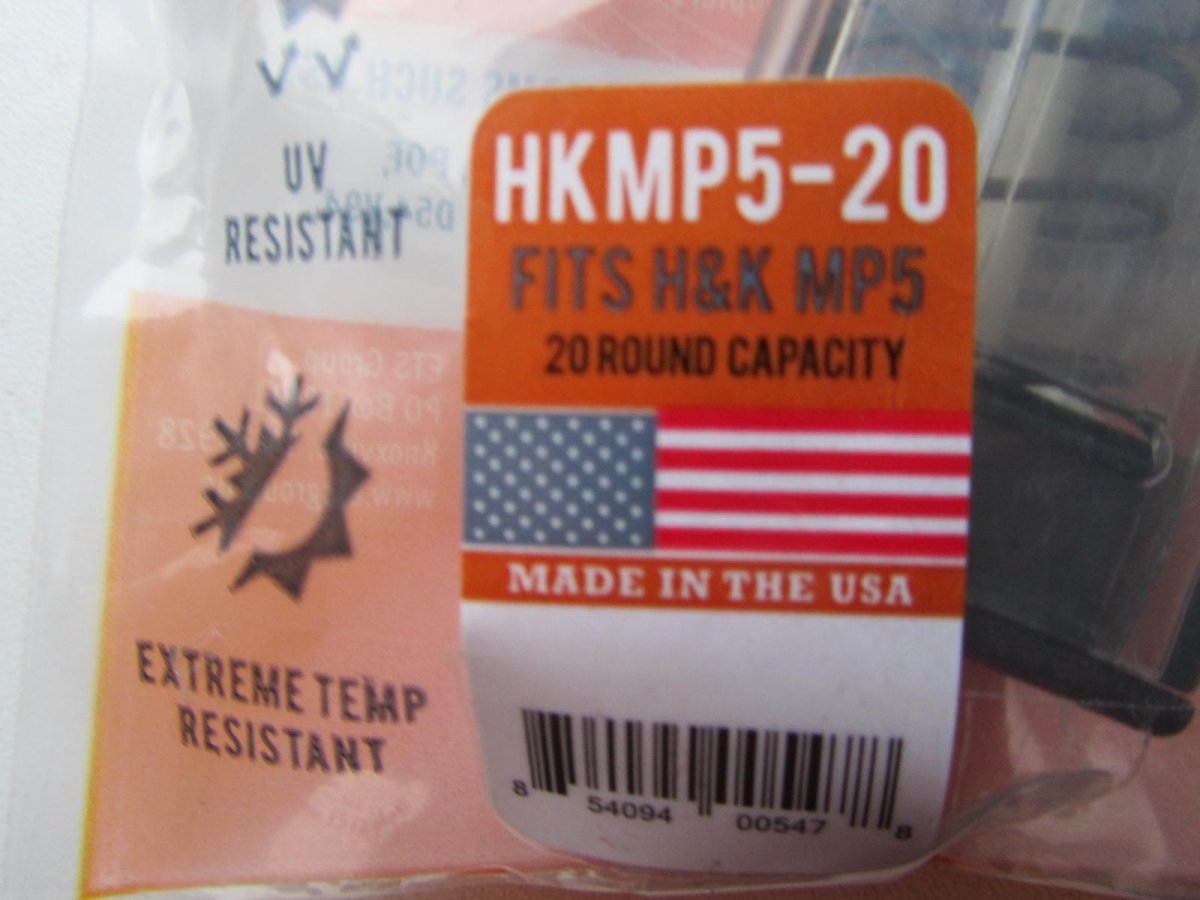 UV
RESISTANT
EXTREME TEMP
RESISTANT
HKMP5-20
FITS H&K MP5
20 ROUND CAPACITY
MADE IN THE USA
8 54094 00547 8